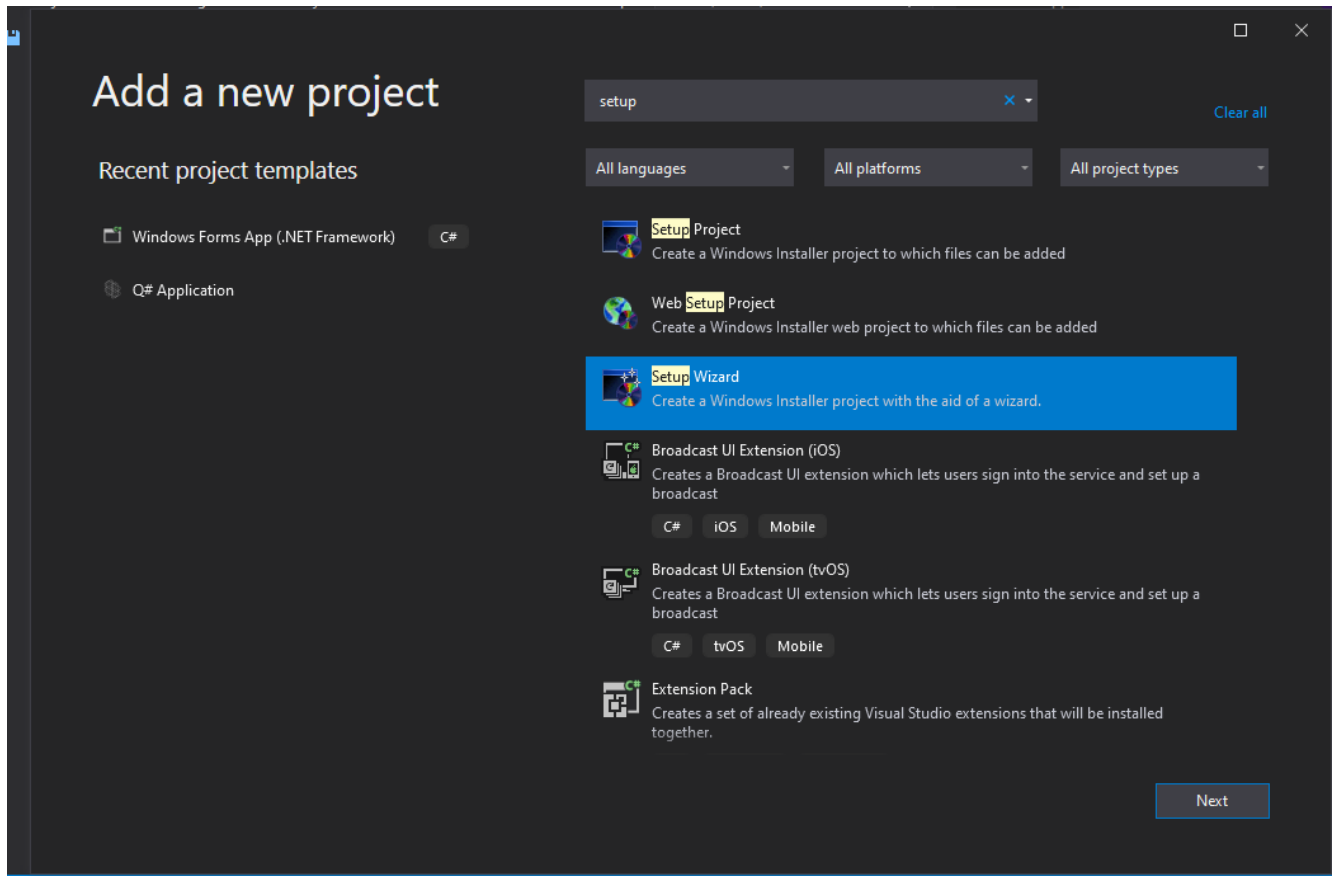 Add a new project
setup
Clear all
Recent project templates
All languages
All platforms
All project types
Windows Forms App (.NET Framework)
C#
Q# Application
Setup Project
Create a Windows Installer project to which files can be added
Web Setup Project
Create a Windows Installer web project to which files can be added
Setup Wizard
Create a Windows Installer project with the aid of a wizard.
Broadcast UI Extension (iOS)
Creates a Broadcast UI extension which lets users sign into the service and set up a
broadcast
C# iOS Mobile
Broadcast UI Extension (tvOS)
Creates a Broadcast UI extension which lets users sign into the service and set up a
broadcast
C# tvOS Mobile
Extension Pack
Creates a set of already existing Visual Studio extensions that will be installed
together.
Next